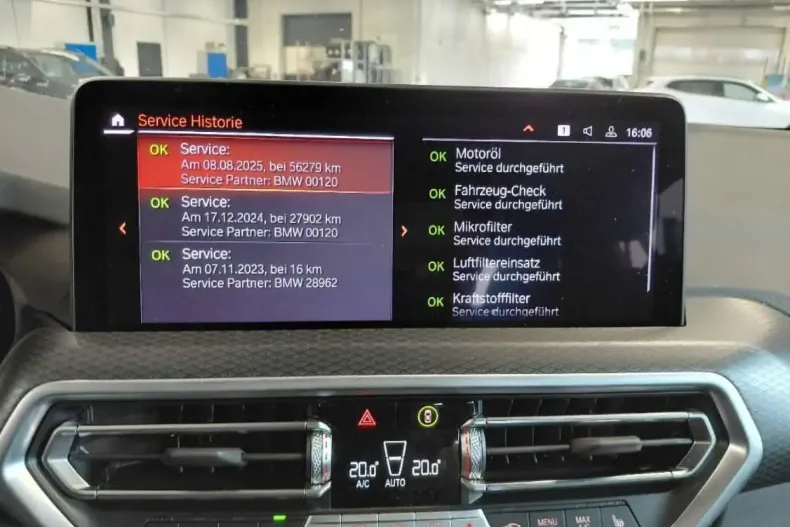 Service Historie
1
16:06
OK Service:
Am 08.08.2025, bei 56279 km
Service Partner: BMW 00120
OK Service:
Am 17.12.2024, bei 27902 km
Service Partner: BMW 00120
OK Service:
Am 07.11.2023, bei 16 km
Service Partner: BMW 28962
OK Motoröl
Service durchgeführt
OK Fahrzeug-Check
Service durchgeführt
OK Mikrofilter
Service durchgeführt
OK Luftfiltereinsatz
Service durchgeführt
OK Kraftstofffilter
Service durchgeführt
20.0 20.0
A/C AUTO
MENU
MAX
A/C